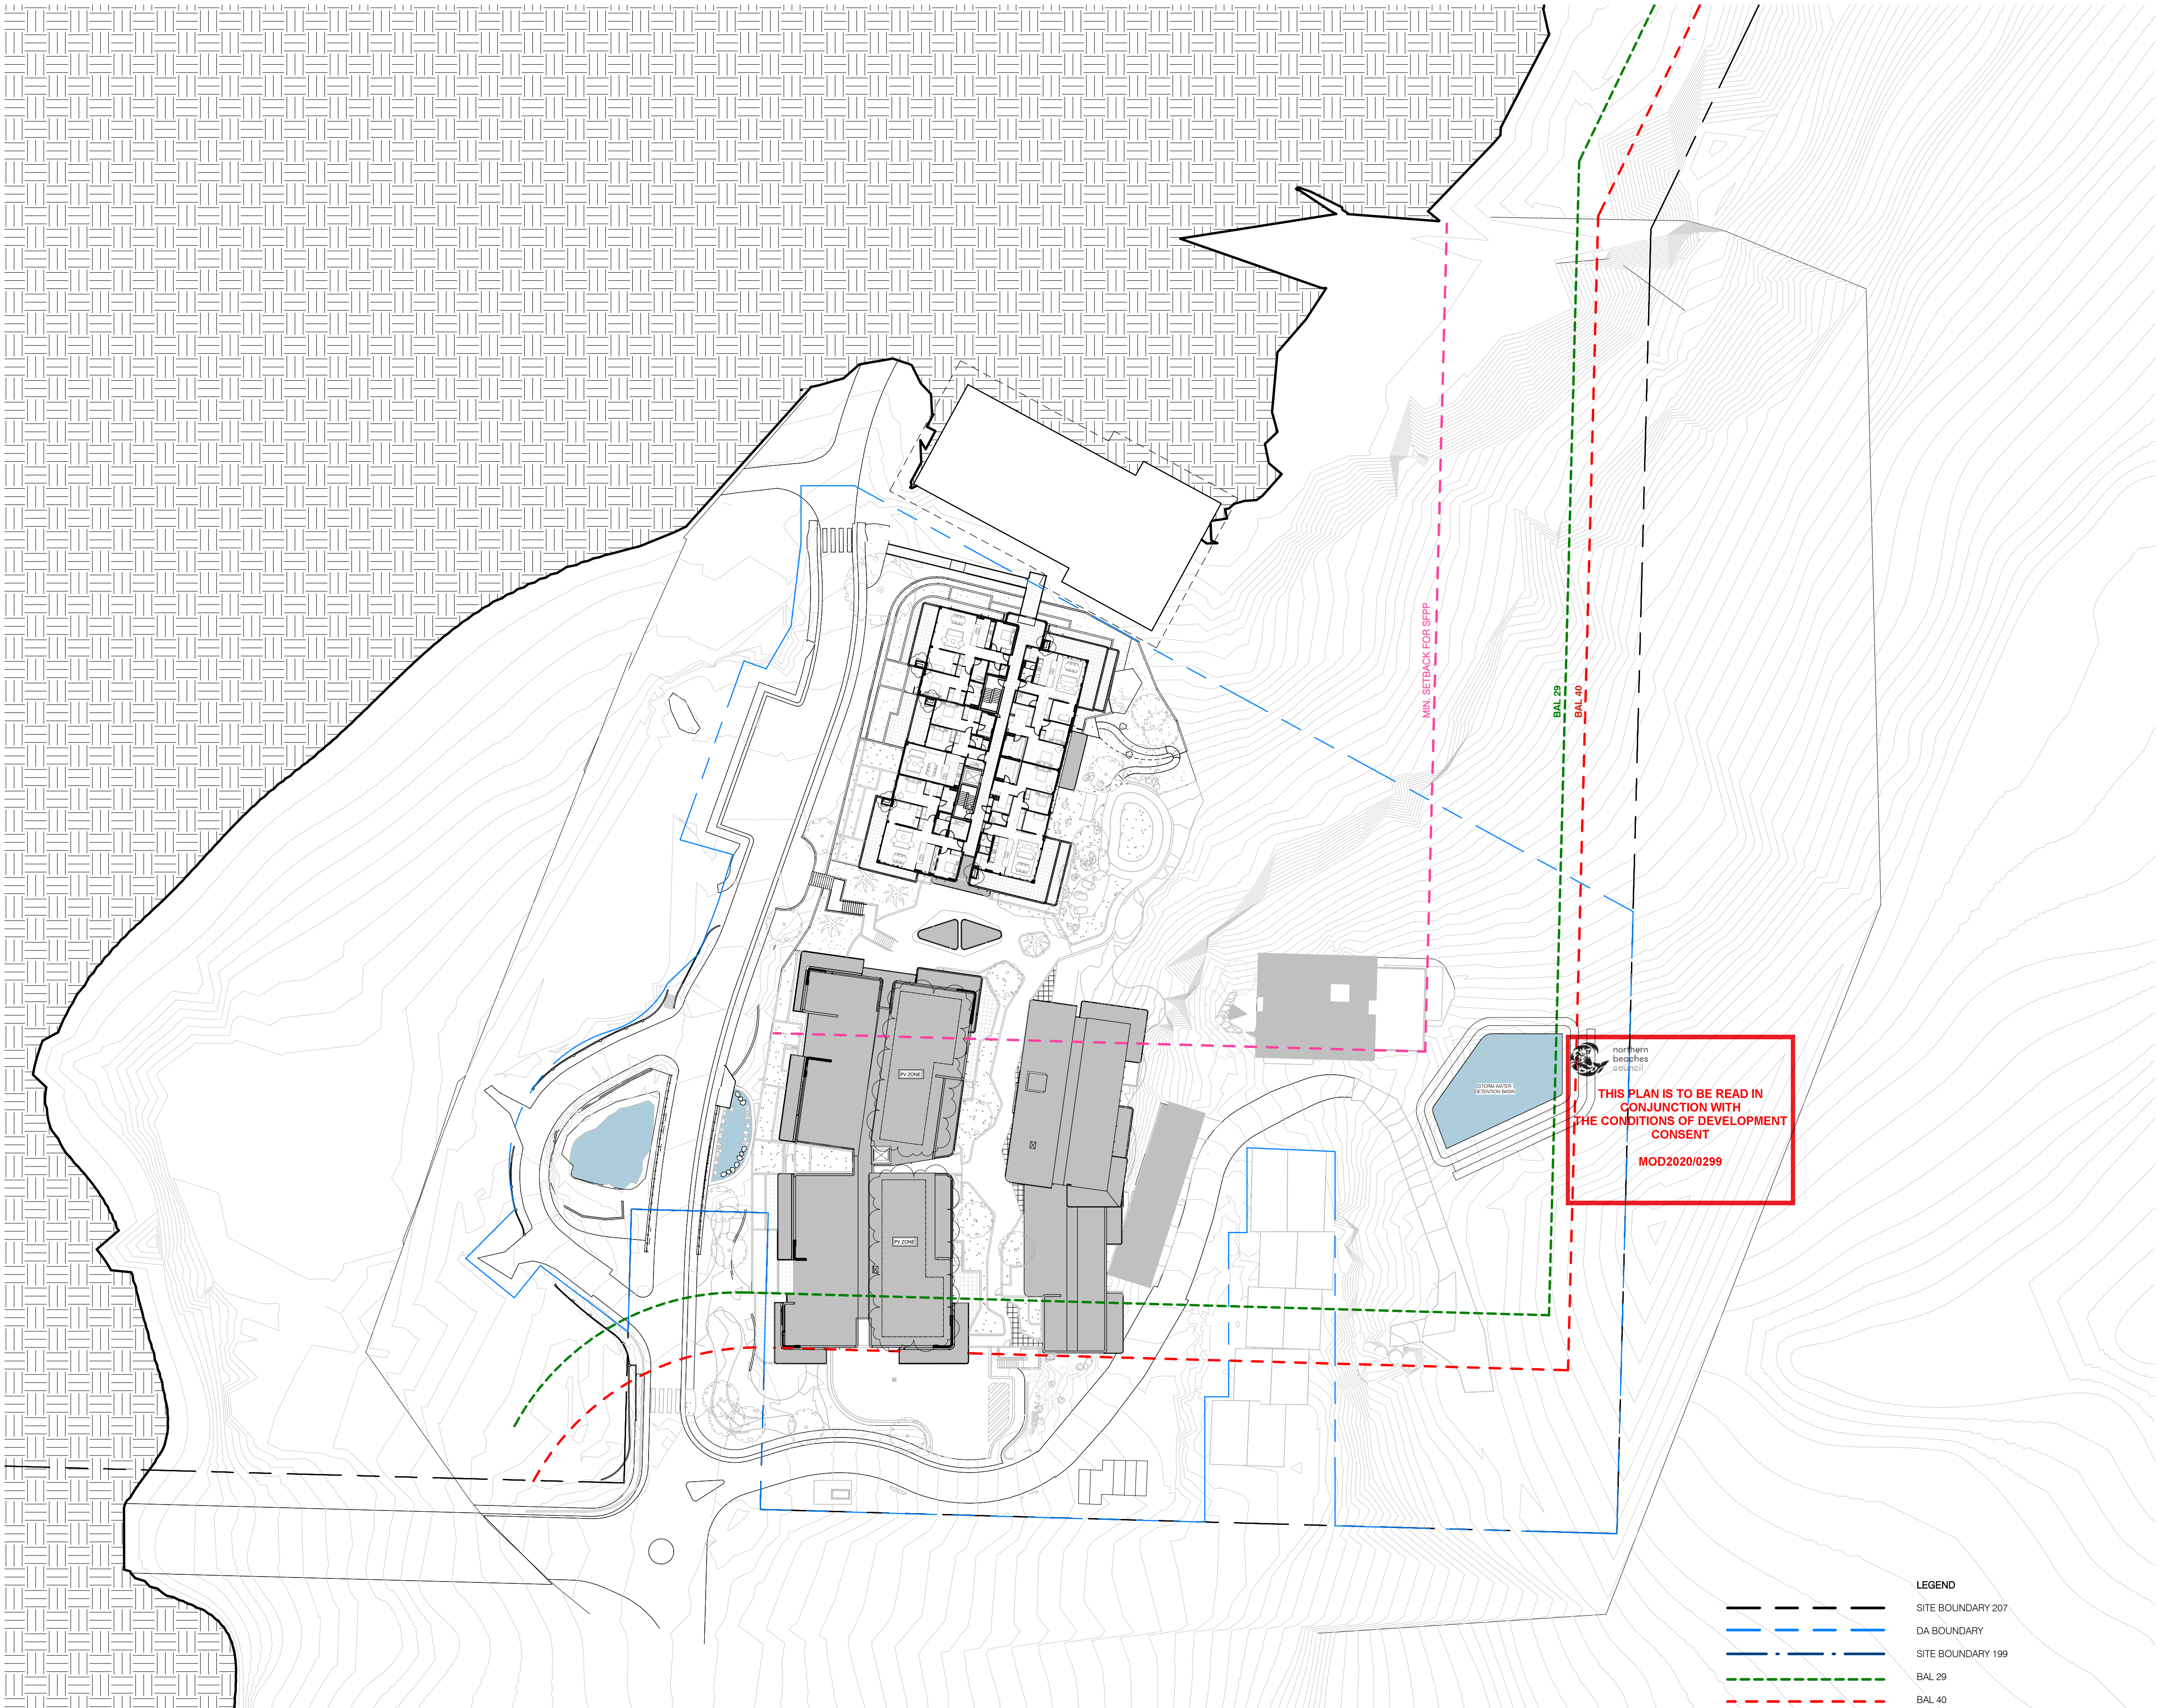 MIN. SETBACK FOR SFPP
BAL 29
BAL 40
PV ZONE
PV ZONE
STORM WATER
DETENTION BASIN
northern
beaches
council
THIS PLAN IS TO BE READ IN
CONJUNCTION WITH
THE CONDITIONS OF DEVELOPMENT
CONSENT
MOD2020/0299
LEGEND
SITE BOUNDARY 207
DA BOUNDARY
SITE BOUNDARY 199
BAL 29
BAL 40